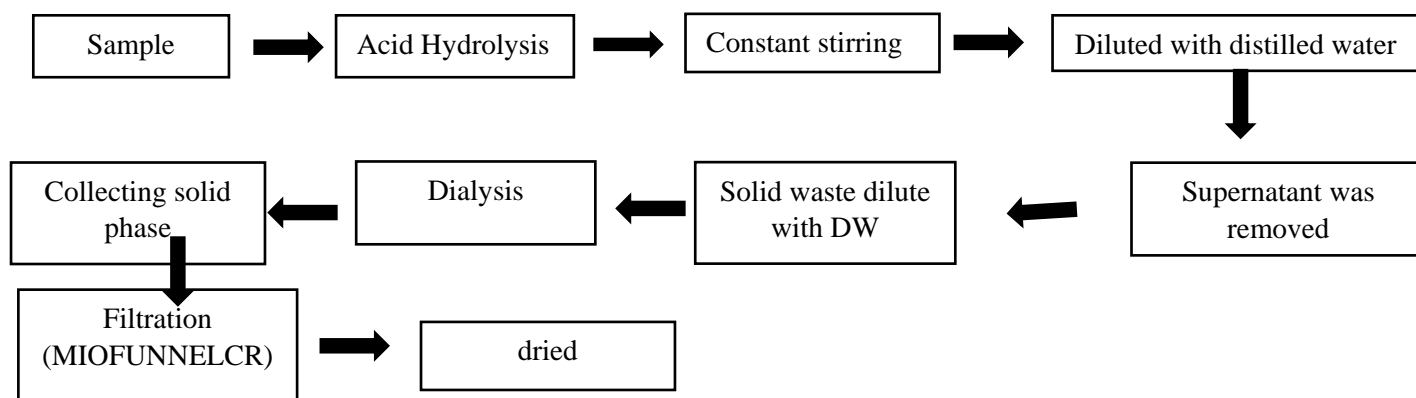 Sample
Acid Hydrolysis
Constant stirring
Diluted with distilled water
Supernatant was
removed
Solid waste dilute
with DW
Dialysis
Collecting solid
phase
Filtration
(MIOFUNNELCR)
dried